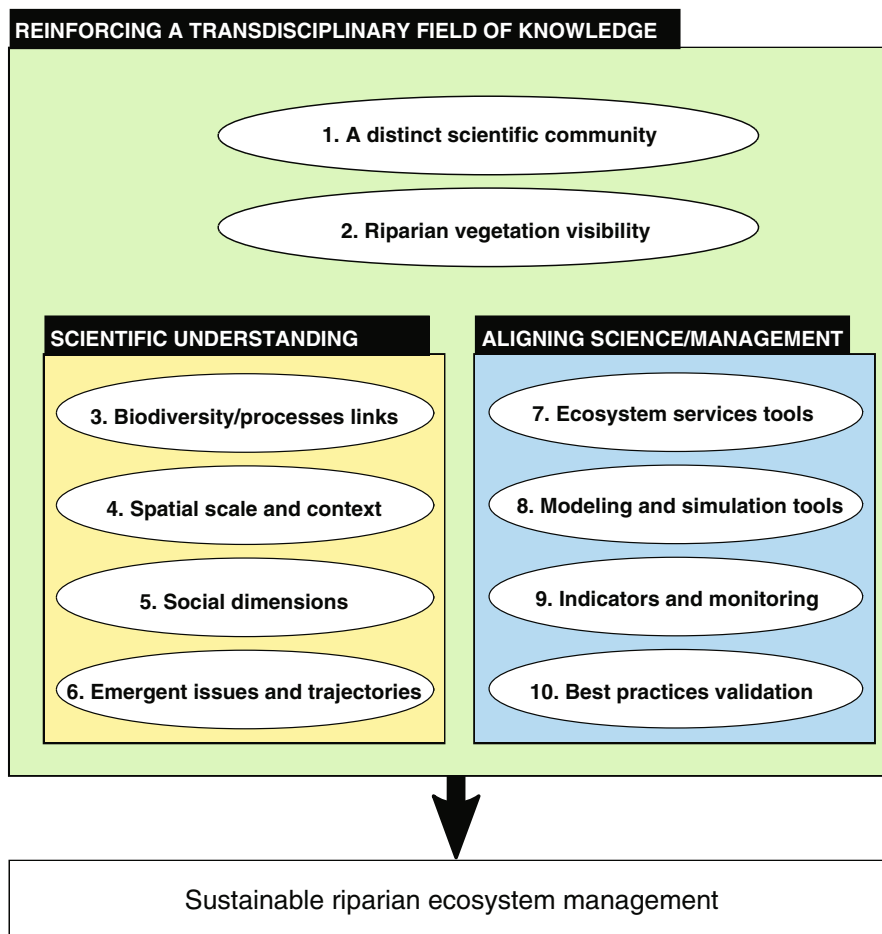 REINFORCING A TRANSDISCIPLINARY FIELD OF KNOWLEDGE
1. A distinct scientific community
2. Riparian vegetation visibility
SCIENTIFIC UNDERSTANDING
3. Biodiversity/processes links
4. Spatial scale and context
5. Social dimensions
6. Emergent issues and trajectories
ALIGNING SCIENCE/MANAGEMENT
7. Ecosystem services tools
8. Modeling and simulation tools
9. Indicators and monitoring
10. Best practices validation
Sustainable riparian ecosystem management